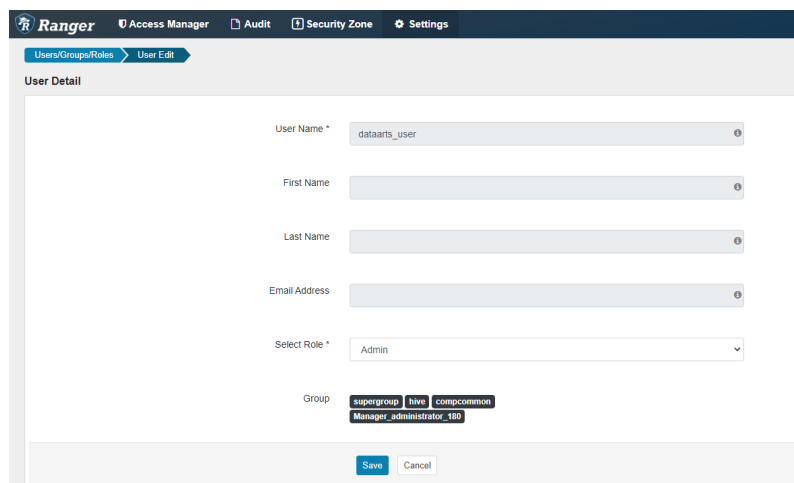 Ranger Access Manager Audit Security Zone Settings
Users/Groups/Roles User Edit
User Detail
User Name * dataarts_user
First Name
Last Name
Email Address
Select Role * Admin
Group supergroup hive compcommon
Manager_administrator_180
Save Cancel